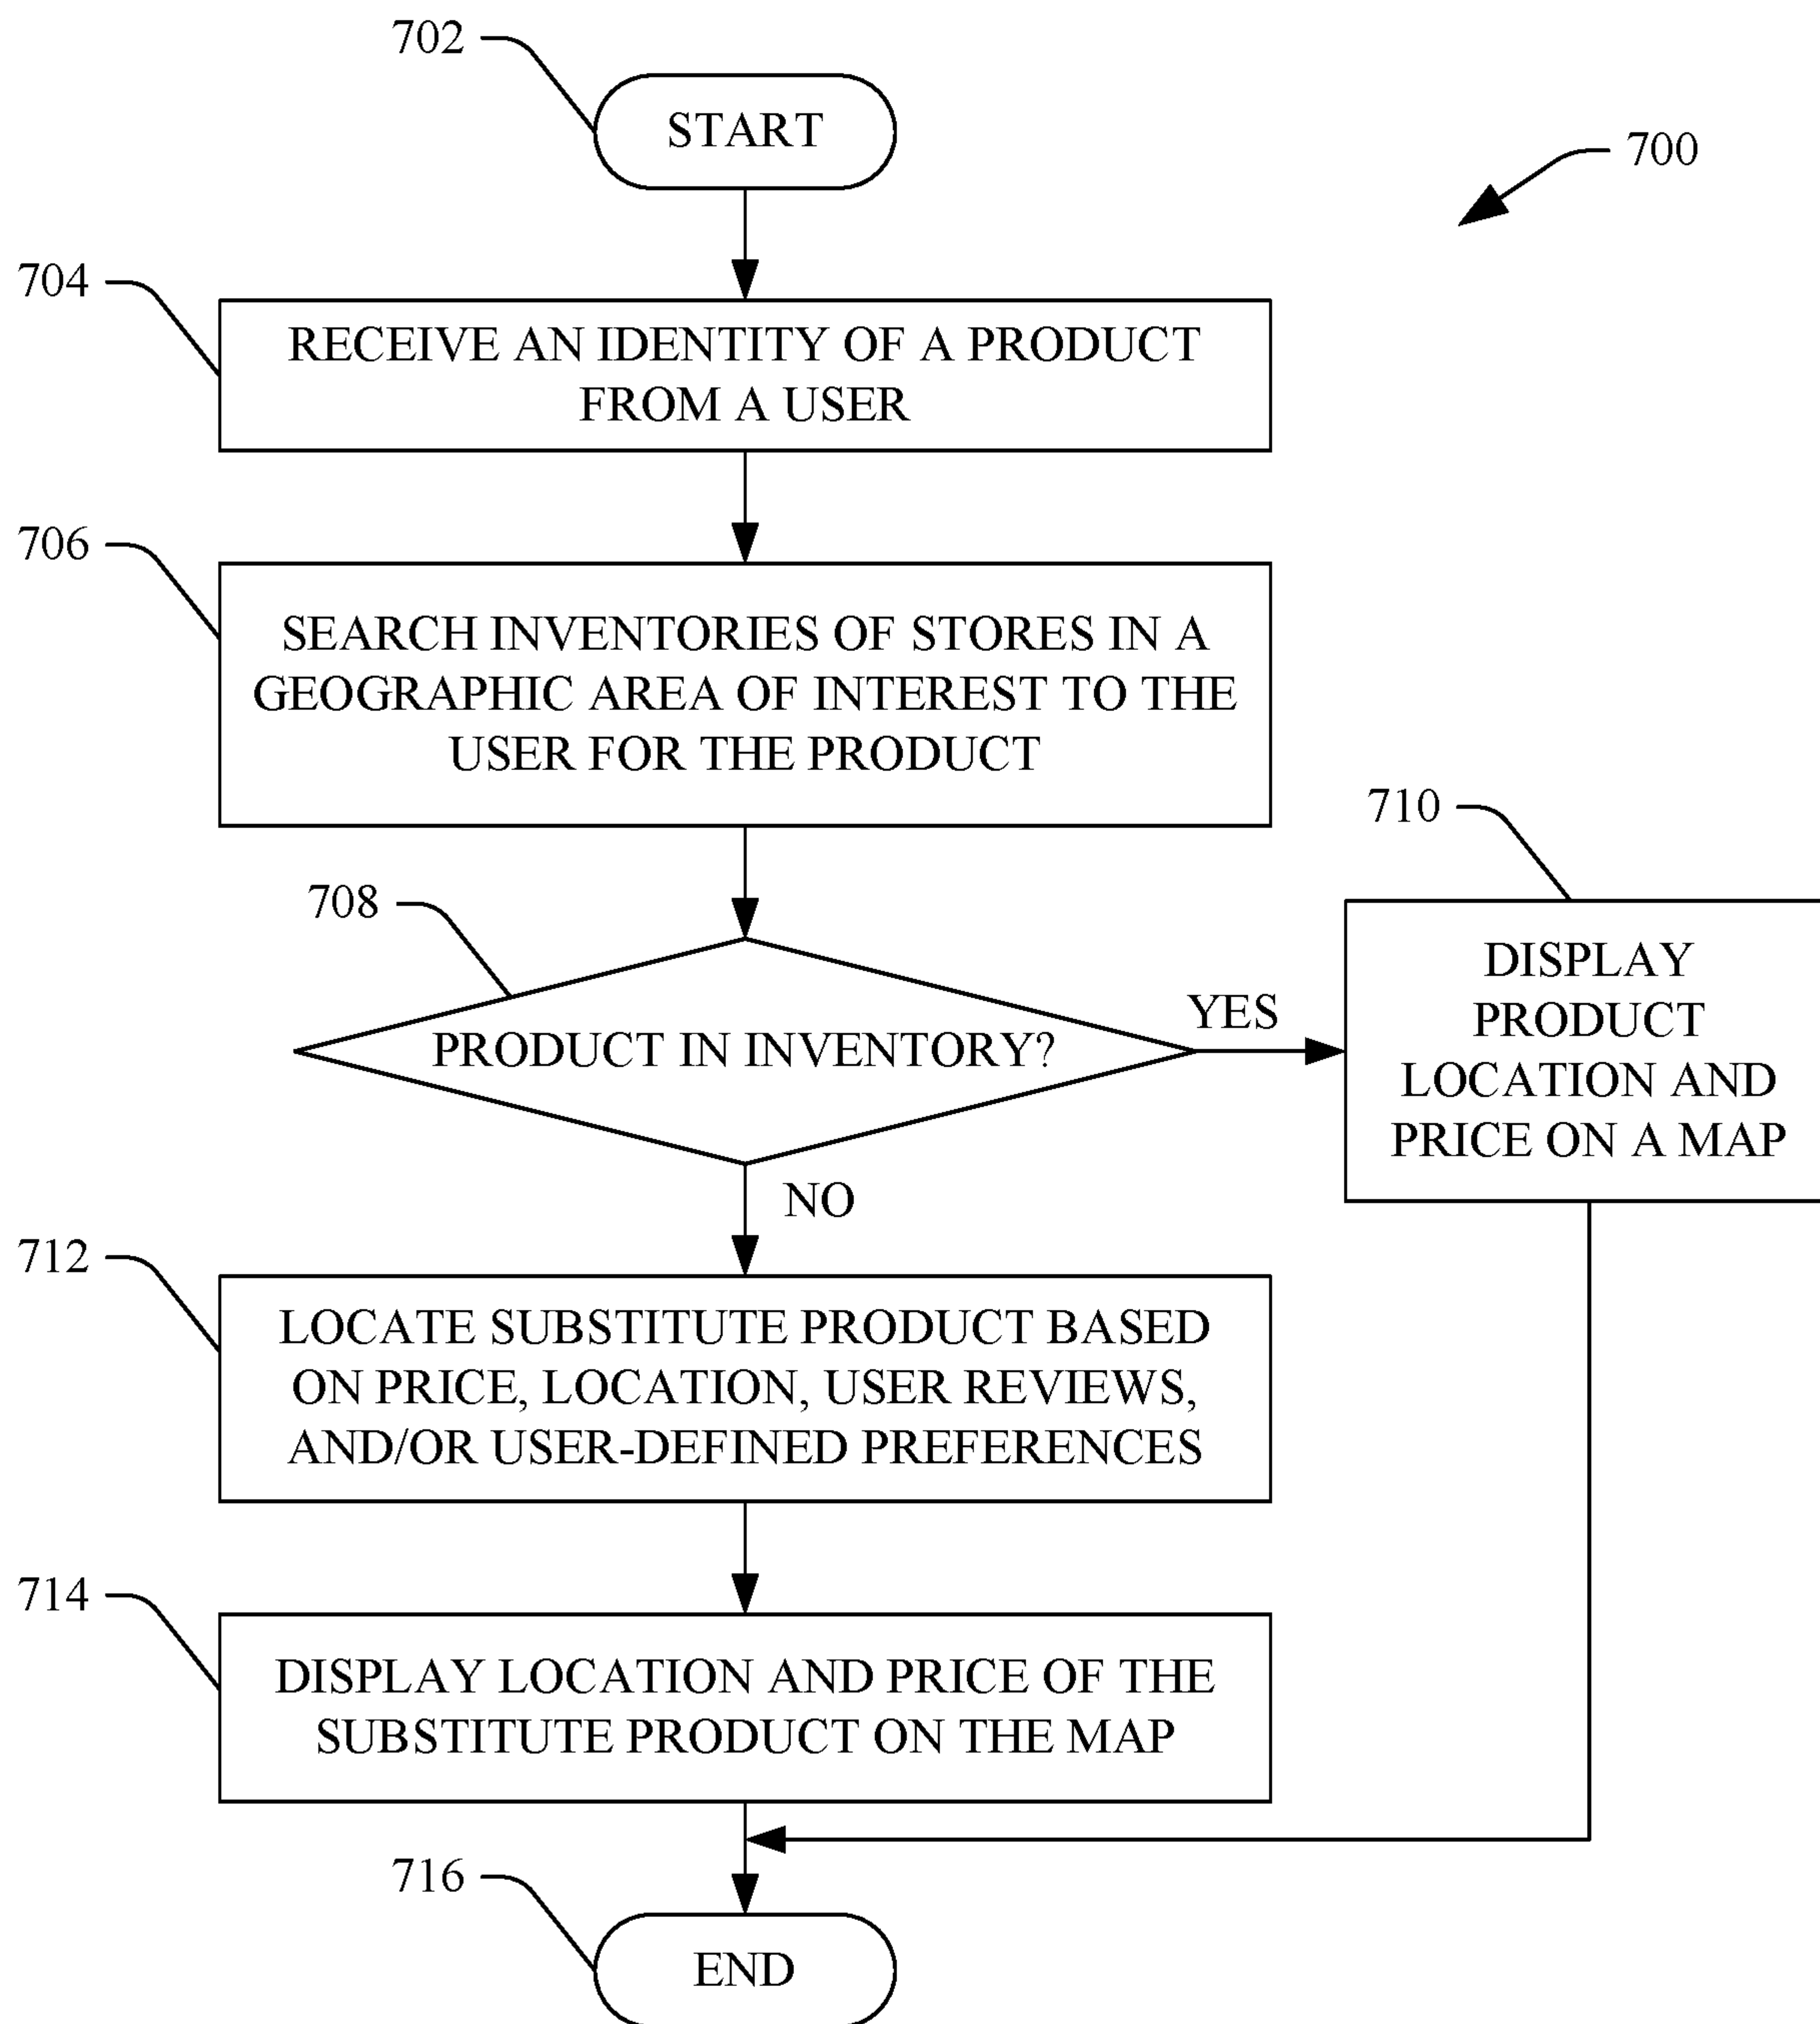 702
START
700
704
RECEIVE AN IDENTITY OF A PRODUCT
FROM A USER
706
SEARCH INVENTORIES OF STORES IN A
GEOGRAPHIC AREA OF INTEREST TO THE
USER FOR THE PRODUCT
708
PRODUCT IN INVENTORY?
YES
710
DISPLAY
PRODUCT
LOCATION AND
PRICE ON A MAP
NO
712
LOCATE SUBSTITUTE PRODUCT BASED
ON PRICE, LOCATION, USER REVIEWS,
AND/OR USER-DEFINED PREFERENCES
714
DISPLAY LOCATION AND PRICE OF THE
SUBSTITUTE PRODUCT ON THE MAP
716
END